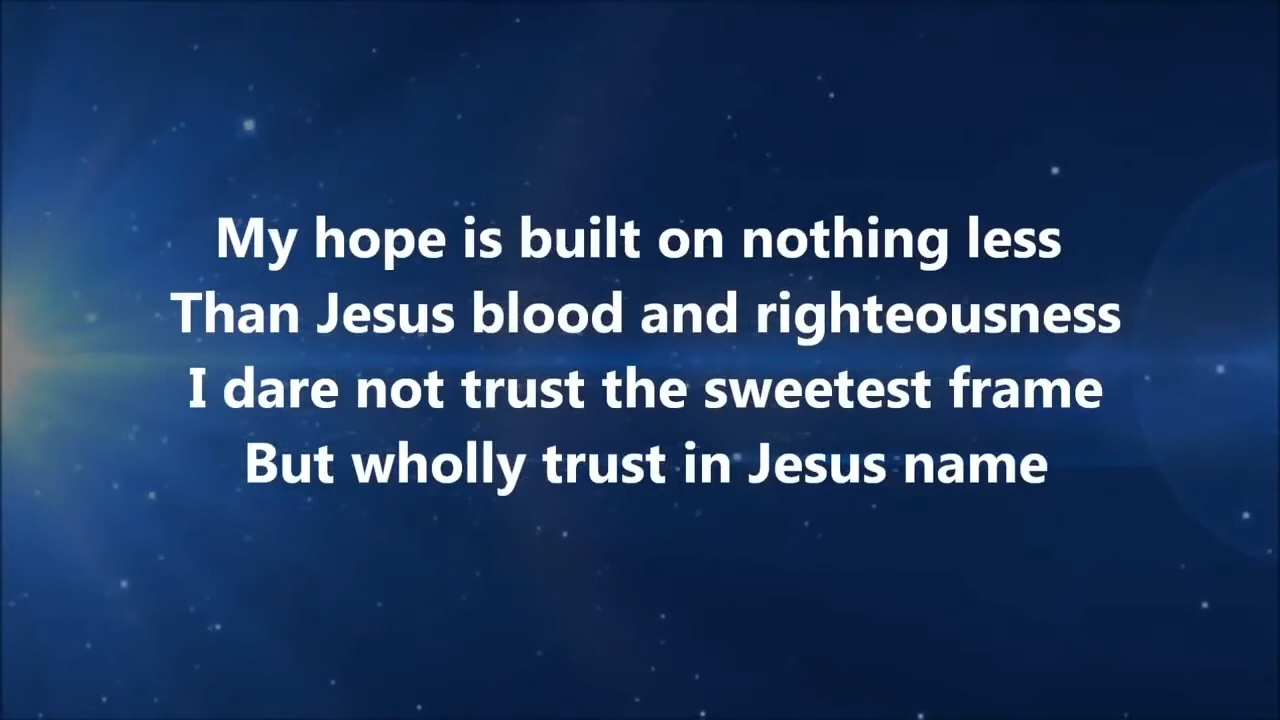 My hope is built on nothing less
Than Jesus blood and righteousness
I dare not trust the sweetest frame
But wholly trust in Jesus name